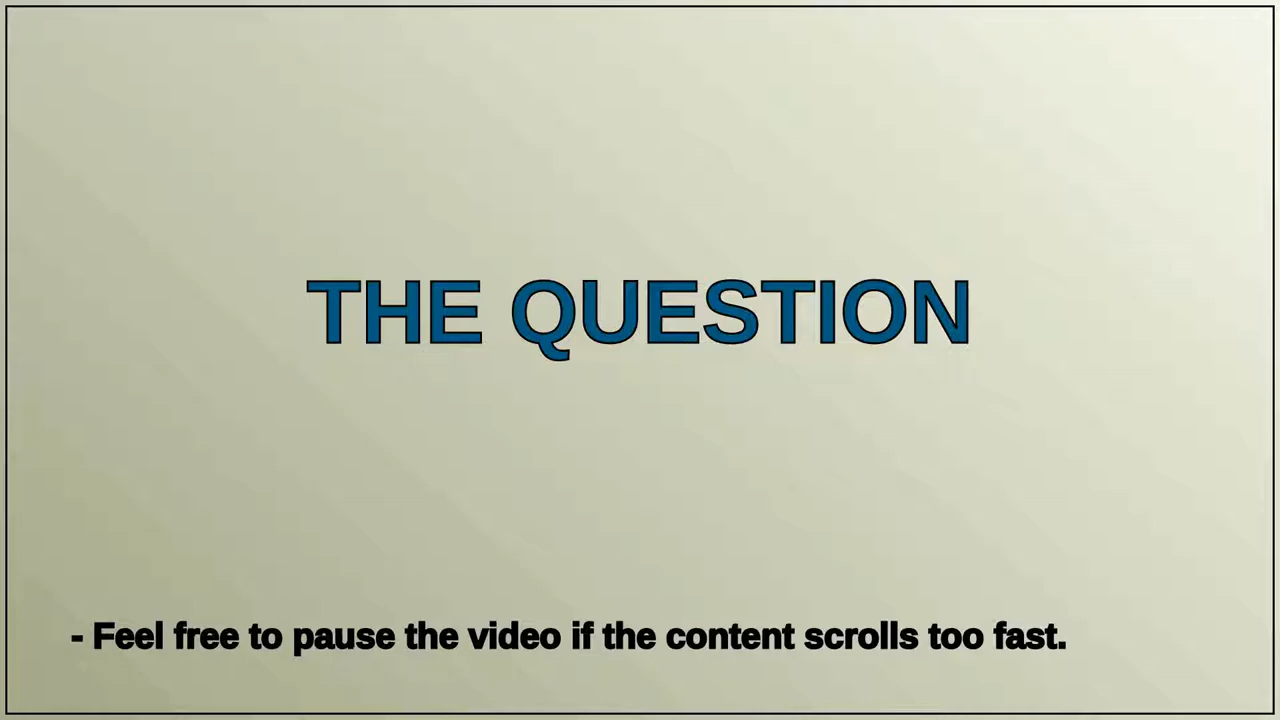 THE QUESTION
- Feel free to pause the video if the content scrolls too fast.